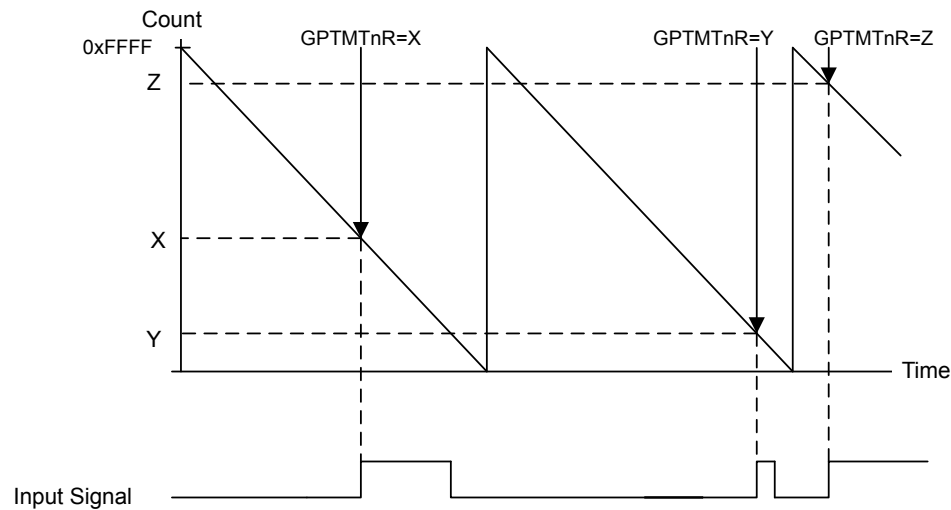 Count
0xFFFF
GPTMTnR=X
GPTMTnR=Y
GPTMTnR=Z
Z
X
Y
Time
Input Signal